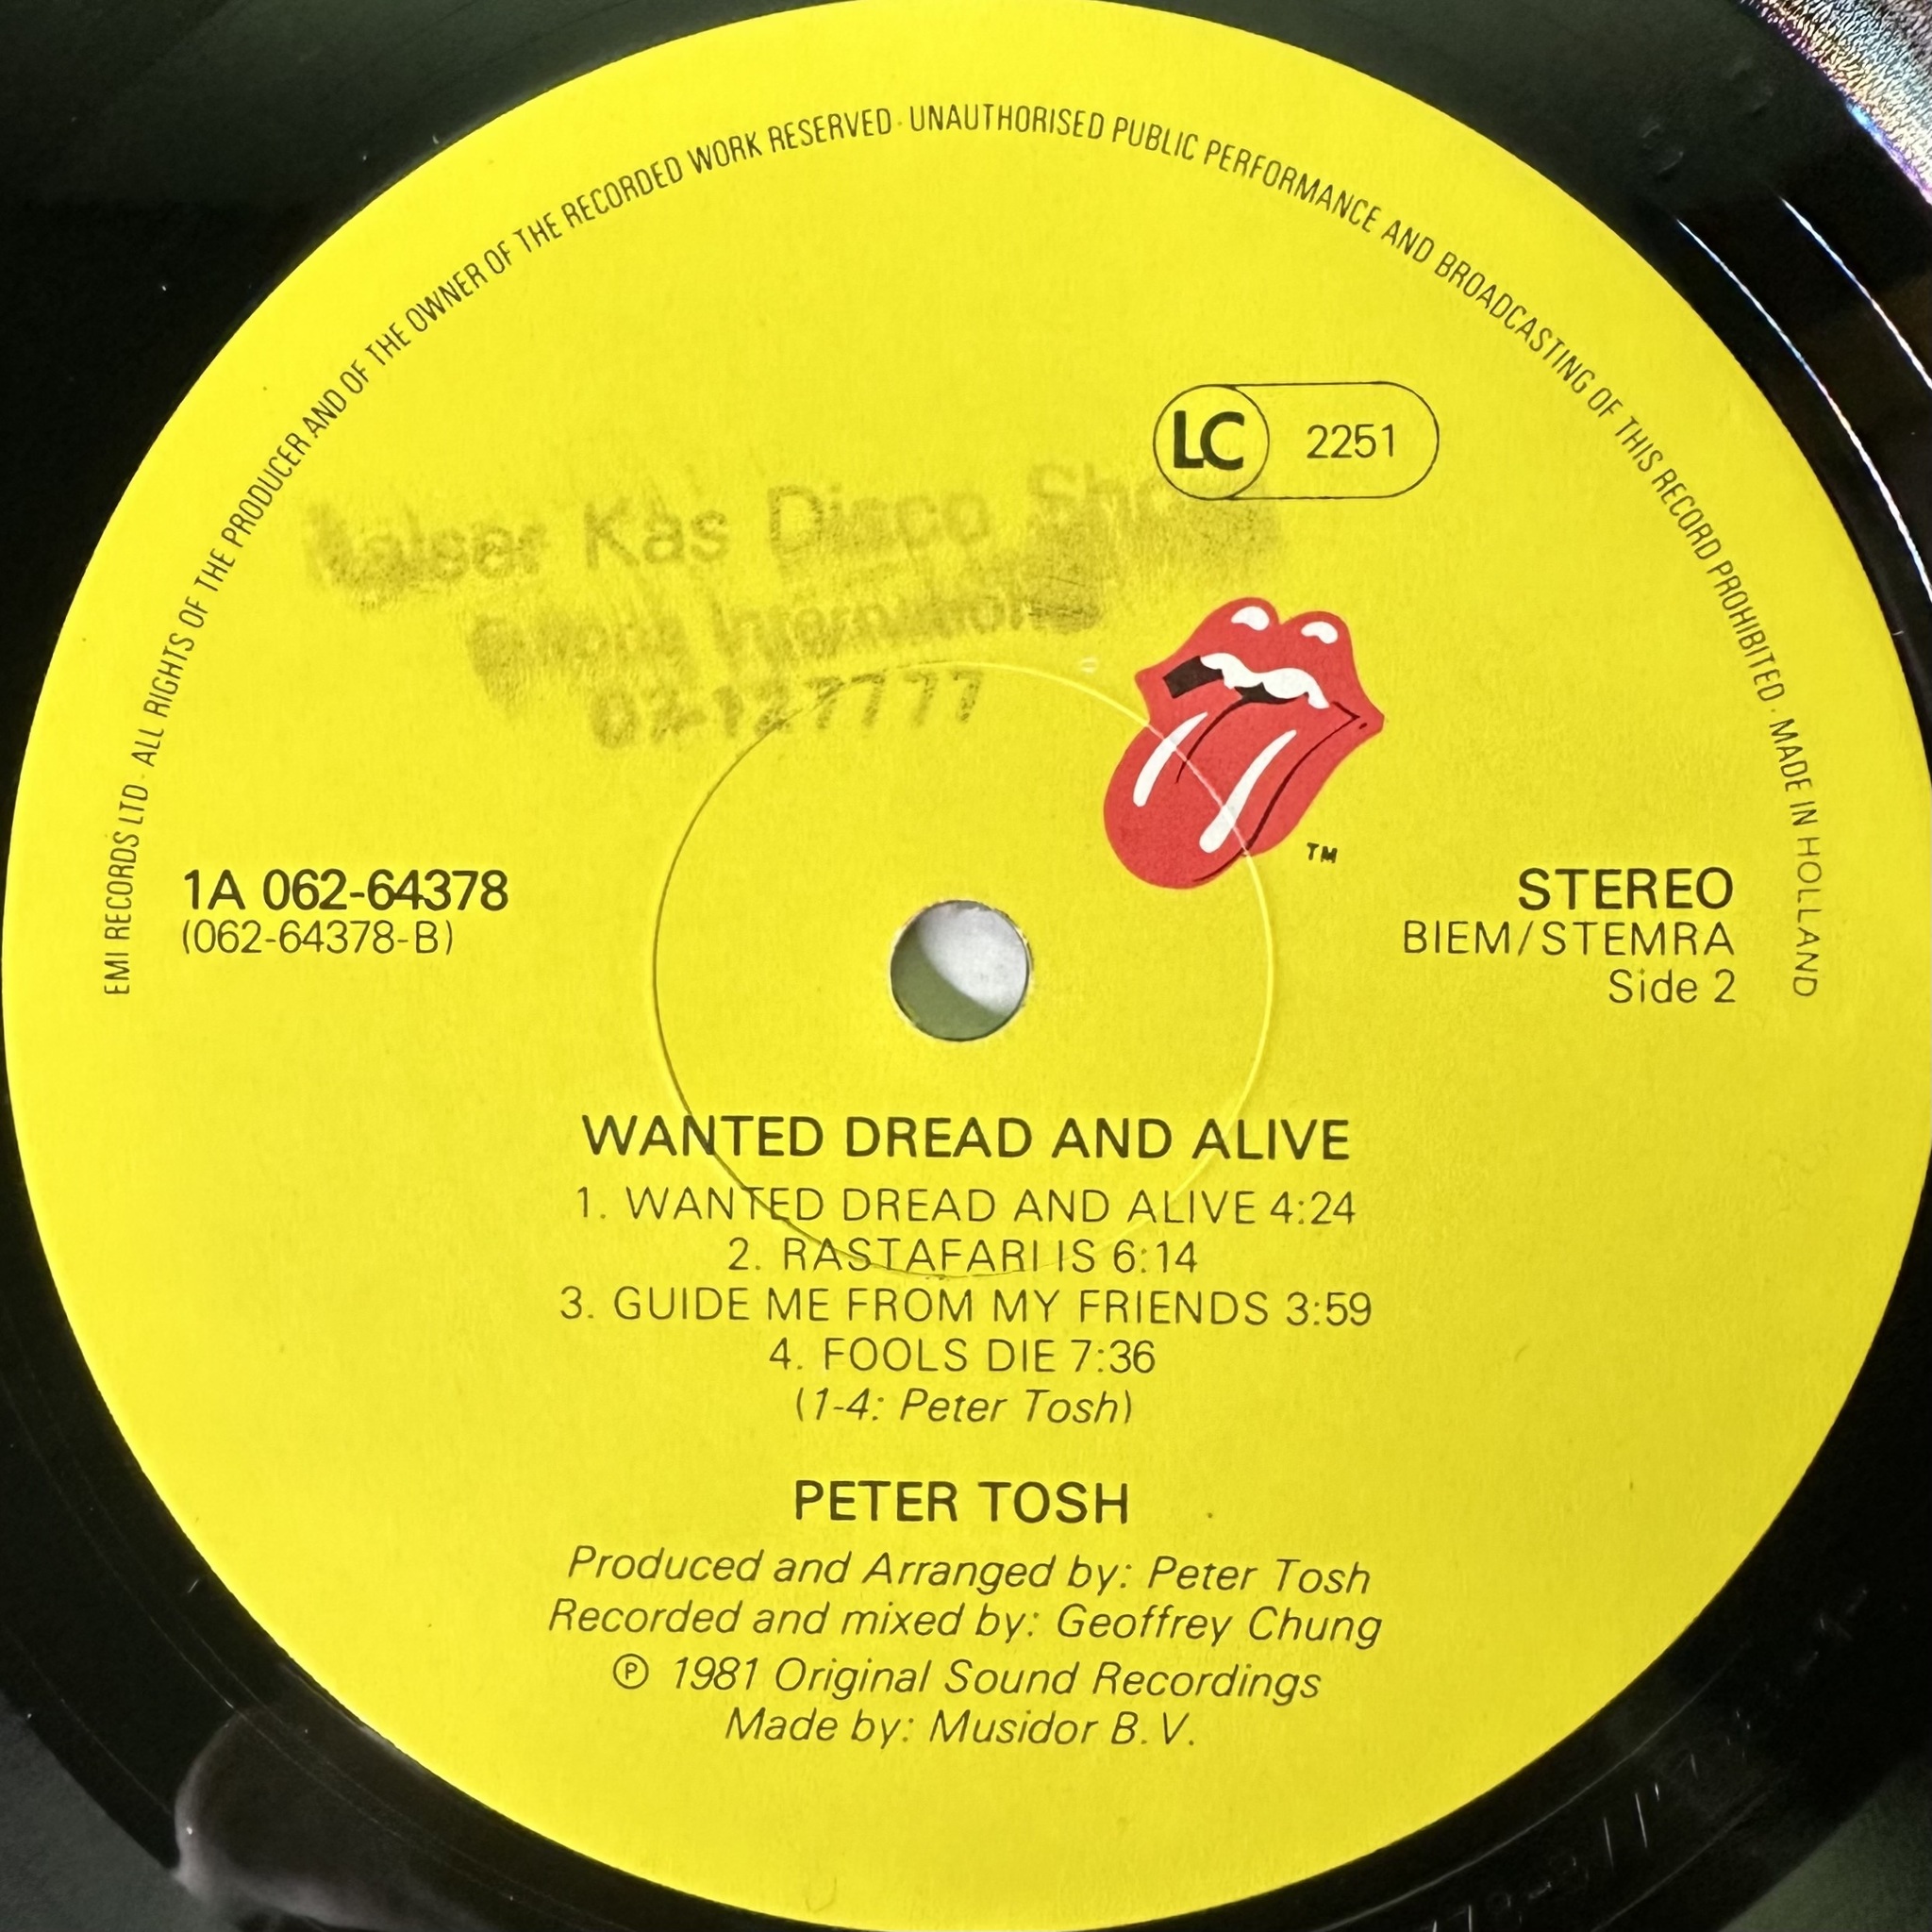 EMI RECORDS LTD · ALL RIGHTS OF THE PRODUCER AND OF THE OWNER OF THE RECORDED WORK RESERVED · UNAUTHORISED PUBLIC PERFORMANCE AND BROADCASTING OF THIS RECORD PROHIBITED · MADE IN HOLLAND
LC 2251
Kas Disco
TM
1A 062-64378
(062-64378-B)
STEREO
BIEM/STEMRA
Side 2
WANTED DREAD AND ALIVE
1. WANTED DREAD AND ALIVE 4:24
2. RASTAFARI IS 6:14
3. GUIDE ME FROM MY FRIENDS 3:59
4. FOOLS DIE 7:36
(1-4: Peter Tosh)
PETER TOSH
Produced and Arranged by: Peter Tosh
Recorded and mixed by: Geoffrey Chung
℗ 1981 Original Sound Recordings
Made by: Musidor B.V.